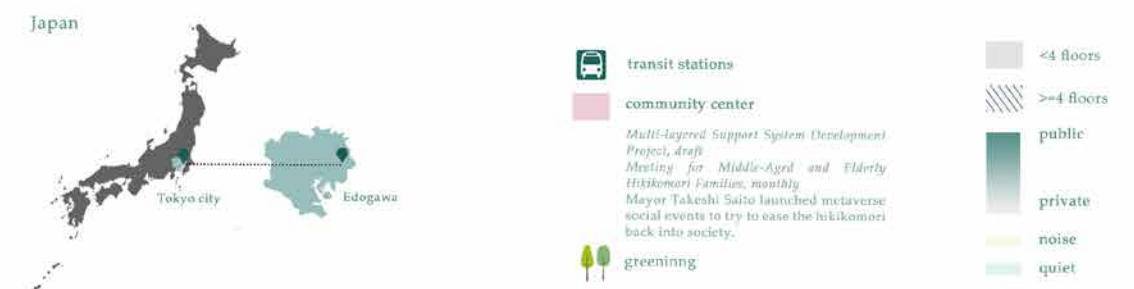 Japan
Tokyo city
Edogawa
transit stations
community center
Multi-layered Support System Development
Project, draft
Meeting for Middle-Aged and Elderly
Hikikomori Families, monthly
Mayor Takeshi Saito launched metaverse
social events to try to ease the hikikomori
back into society.
greeninng
<4 floors
>=4 floors
public
private
noise
quiet